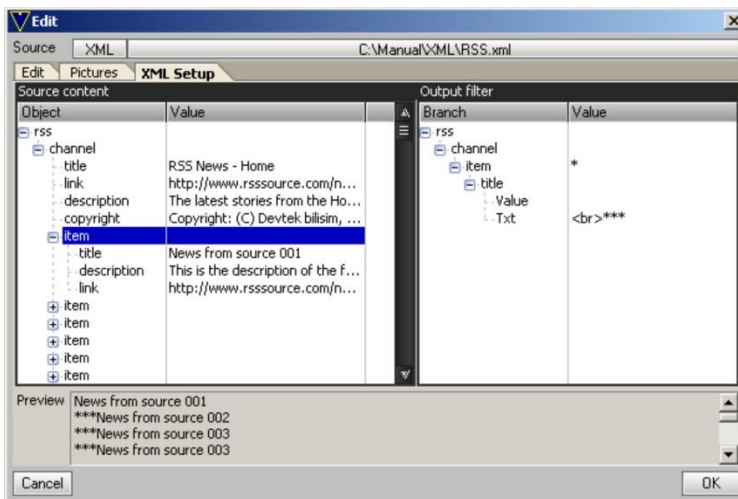 Edit
Source XML C:\Manual\XML\RSS.xml
Edit Pictures XML Setup
Source content Output filter
Object Value Branch Value
rss rss
channel channel
title RSS News - Home item *
link http://www.rsssource.com/n... title
description The latest stories from the Ho... Value
copyright Copyright: (C) Devtek bilisim, ... Txt <br>***
item
title News from source 001
description This is the description of the f...
link http://www.rsssource.com/n...
item
item
item
item
item
Preview News from source 001
***News from source 002
***News from source 003
***News from source 003
Cancel OK